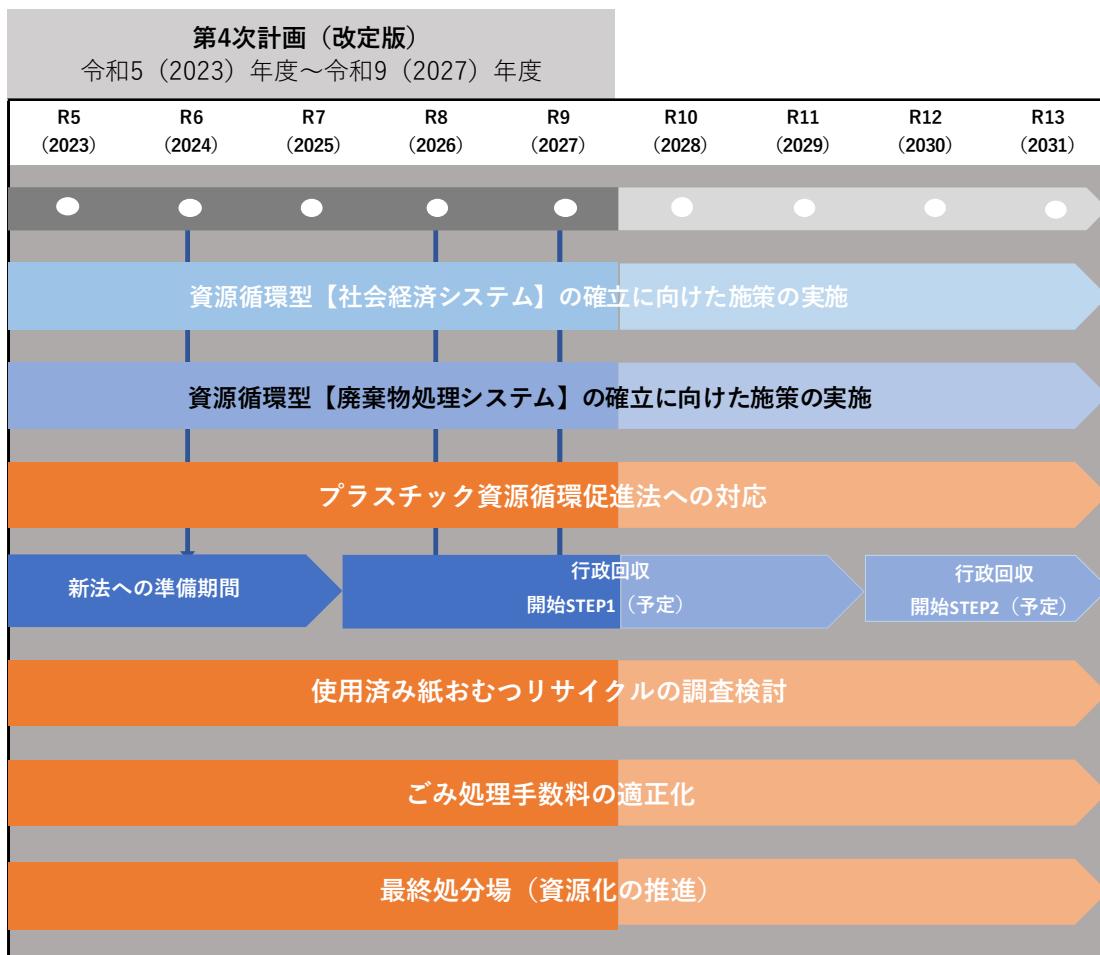 第4次計画（改定版）
令和5（2023）年度～令和9（2027）年度
R5 R6 R7 R8 R9 R10 R11 R12 R13
（2023） （2024） （2025） （2026） （2027） （2028） （2029） （2030） （2031）
資源循環型【社会経済システム】の確立に向けた施策の実施
資源循環型【廃棄物処理システム】の確立に向けた施策の実施
プラスチック資源循環促進法への対応
新法への準備期間
行政回収
開始STEP1（予定）
行政回収
開始STEP2（予定）
使用済み紙おむつリサイクルの調査検討
ごみ処理手数料の適正化
最終処分場（資源化の推進）